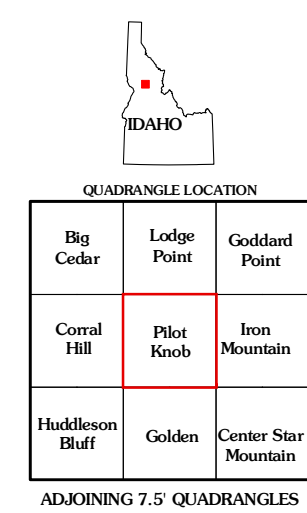 IDAHO
QUADRANGLE LOCATION
Big
Cedar
Lodge
Point
Goddard
Point
Corral
Hill
Pilot
Knob
Iron
Mountain
Huddleson
Bluff
Golden
Center Star
Mountain
ADJOINING 7.5' QUADRANGLES